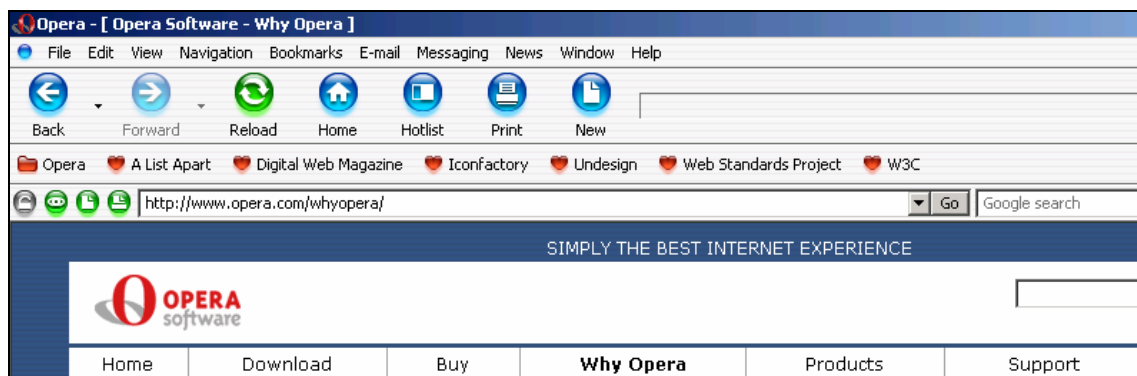 Opera - [ Opera Software - Why Opera ]
File Edit View Navigation Bookmarks E-mail Messaging News Window Help
Back Forward Reload Home Hotlist Print New
Opera A List Apart Digital Web Magazine Iconfactory Undesign Web Standards Project W3C
http://www.opera.com/whyopera/ Go Google search
SIMPLY THE BEST INTERNET EXPERIENCE
OPERA
software
Home Download Buy Why Opera Products Support